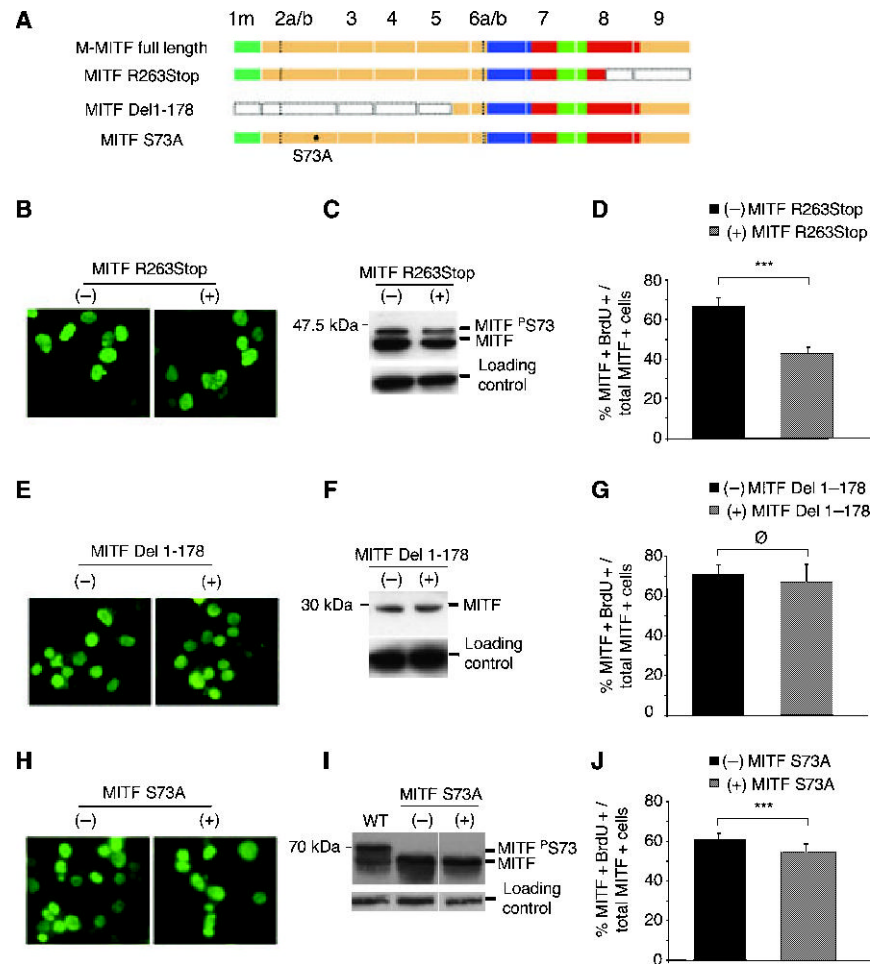 A
1m 2a/b 3 4 5 6a/b 7 8 9
M-MITF full length
MITF R263Stop
MITF Del1-178
MITF S73A
S73A
B
MITF R263Stop
(–) (+)
C
MITF R263Stop
(–) (+)
47.5 kDa
MITF ᴾS73
MITF
Loading
control
D
(–) MITF R263Stop
(+) MITF R263Stop
***
% MITF + BrdU + /
total MITF + cells
80
60
40
20
0
E
MITF Del 1-178
(–) (+)
F
MITF Del 1-178
(–) (+)
30 kDa
MITF
Loading
control
G
(–) MITF Del 1–178
(+) MITF Del 1–178
Ø
% MITF + BrdU + /
total MITF + cells
80
60
40
20
0
H
MITF S73A
(–) (+)
I
MITF S73A
WT (–) (+)
70 kDa
MITF ᴾS73
MITF
Loading
control
J
(–) MITF S73A
(+) MITF S73A
***
% MITF + BrdU + /
total MITF + cells
80
60
40
20
0